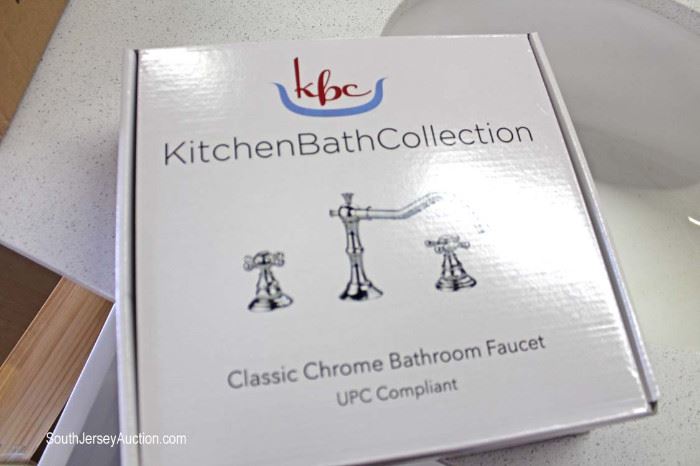 kbc
KitchenBathCollection
Classic Chrome Bathroom Faucet
UPC Compliant
SouthJerseyAuction.com